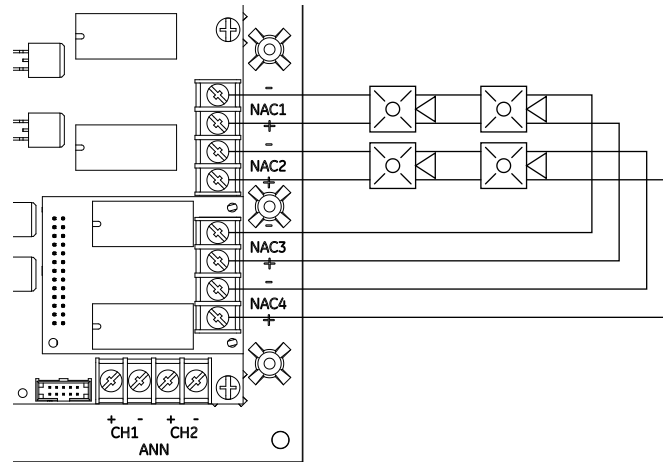 -
NAC1
+
-
NAC2
+
-
NAC3
+
-
NAC4
+
+ - + -
CH1 CH2
ANN